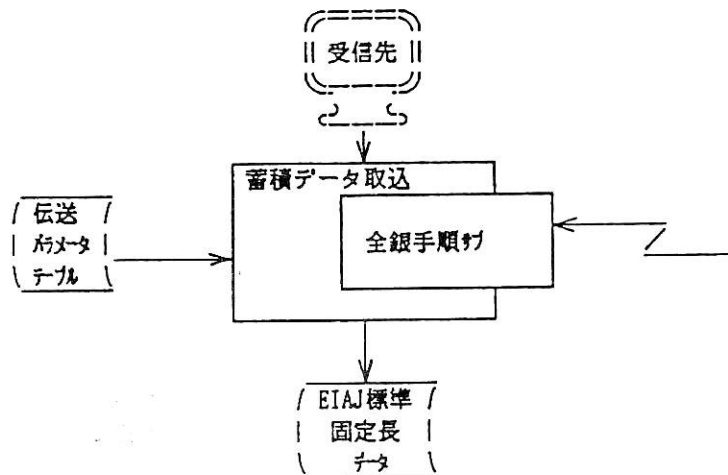 受信先
蓄積データ取込
全銀手順ｻﾌﾞ
伝送
ﾊﾟﾗﾒｰﾀ
ﾃｰﾌﾞﾙ
EIAJ標準
固定長
ﾃﾞｰﾀ